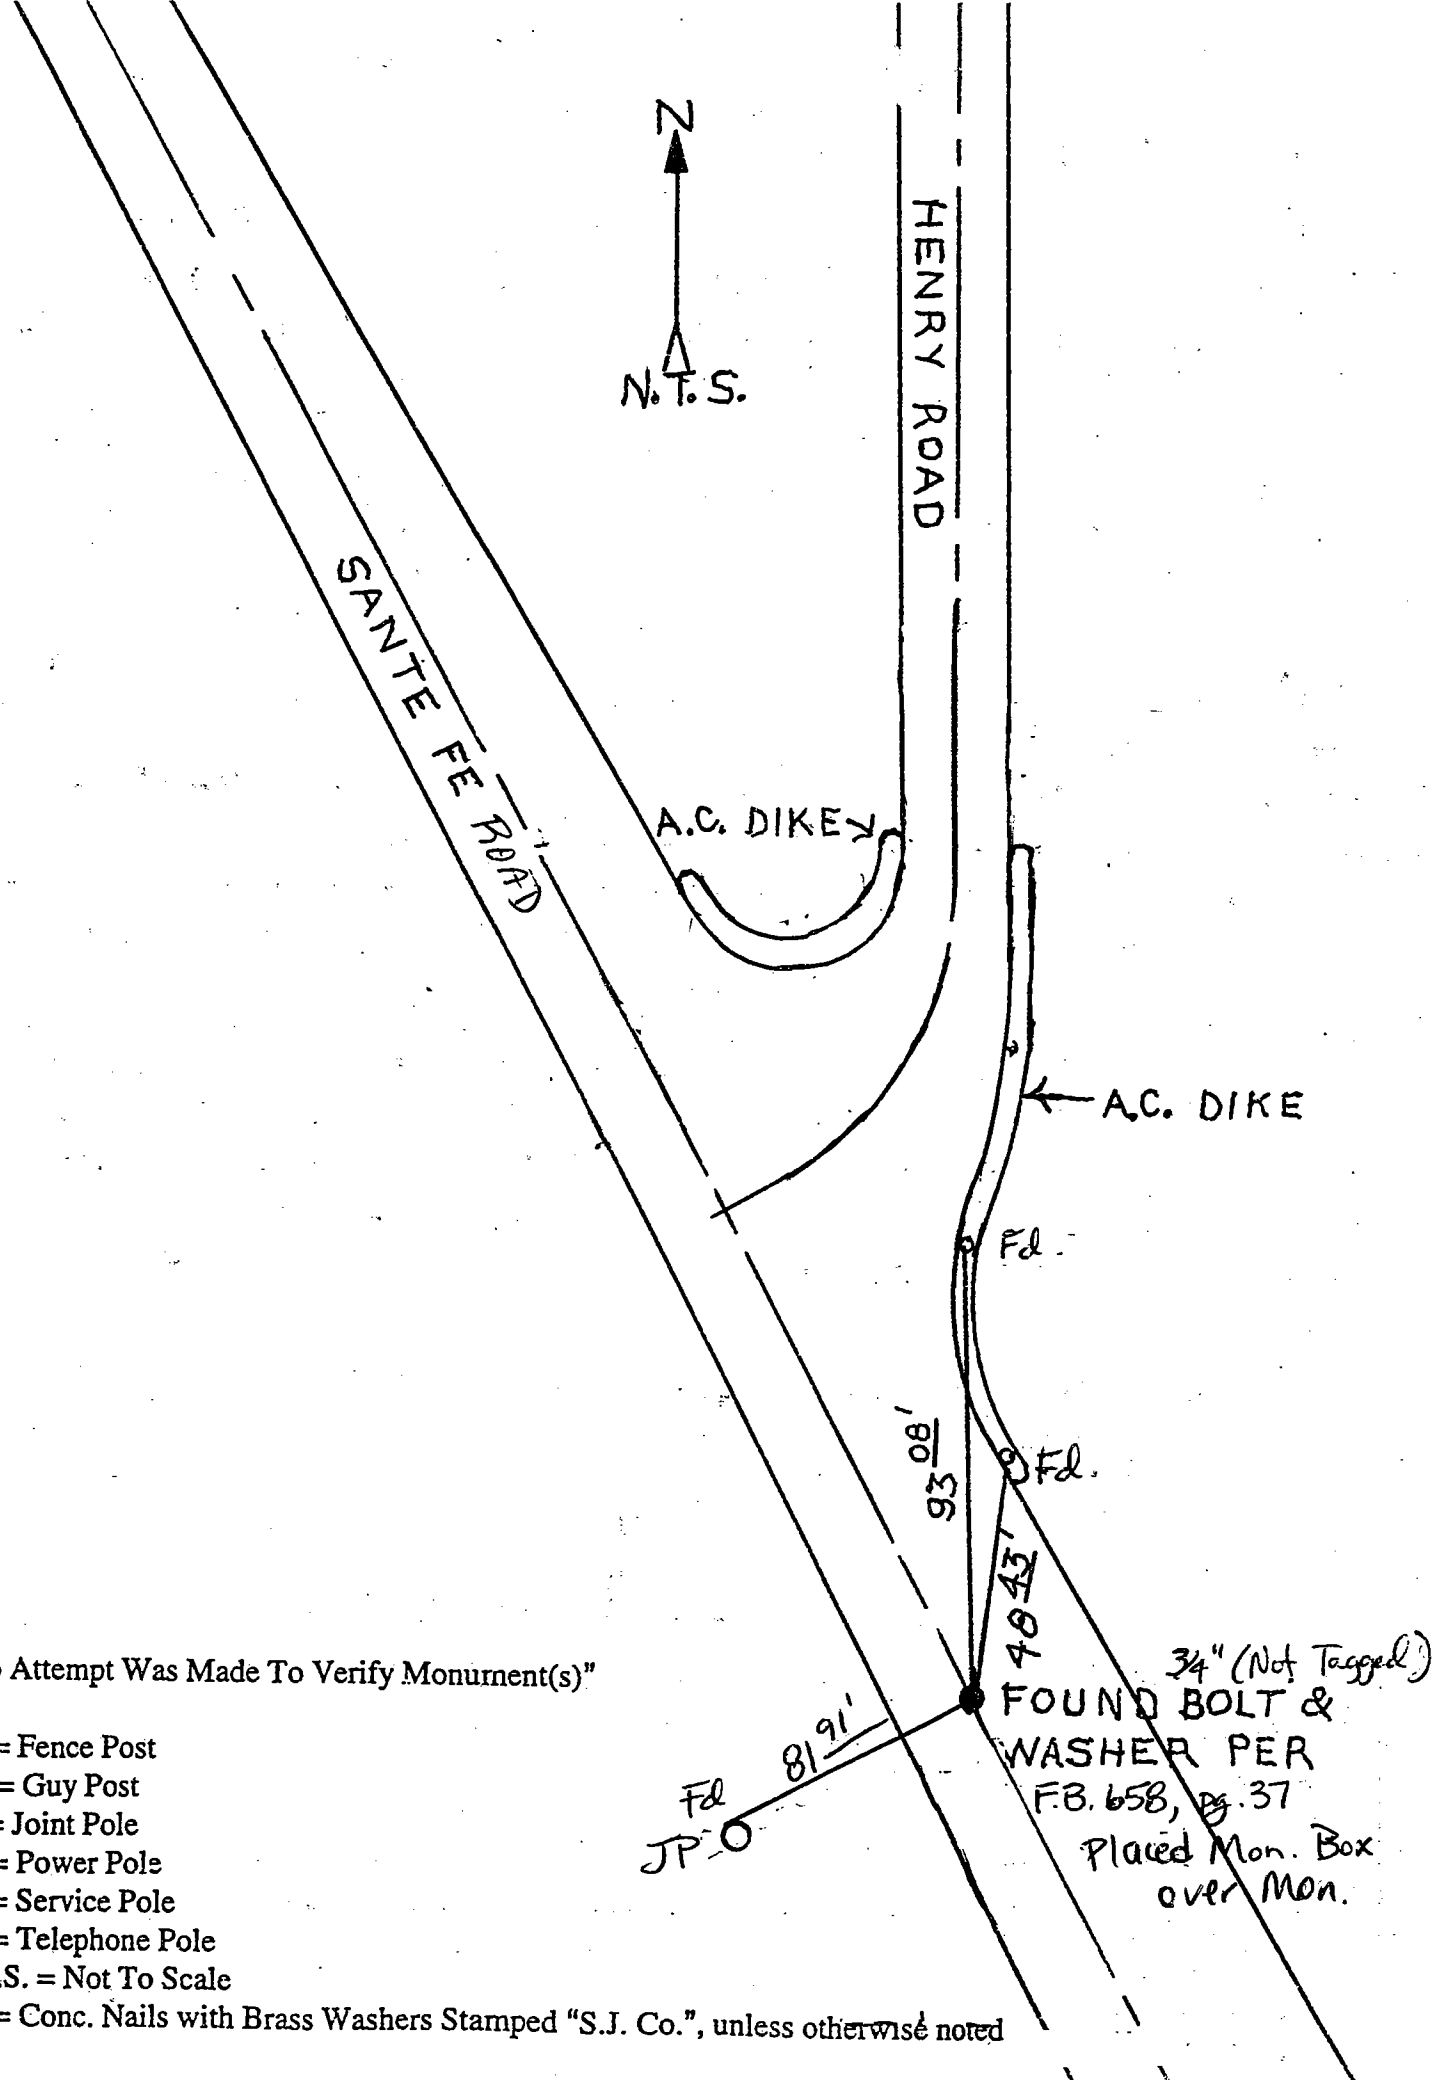 N
N.T.S.
HENRY ROAD
SANTE FE ROAD
A.C. DIKE
A.C. DIKE
Fd.
93 08'
Fd.
48 43'
3/4" (Not Tagged)
FOUND BOLT &
WASHER PER
F.B. 658, pg. 37
Placed Mon. Box
over Mon.
81 91'
Fd
JP
Attempt Was Made To Verify Monument(s)"
= Fence Post
= Guy Post
= Joint Pole
= Power Pole
= Service Pole
= Telephone Pole
.S. = Not To Scale
= Conc. Nails with Brass Washers Stamped "S.J. Co.", unless otherwise noted